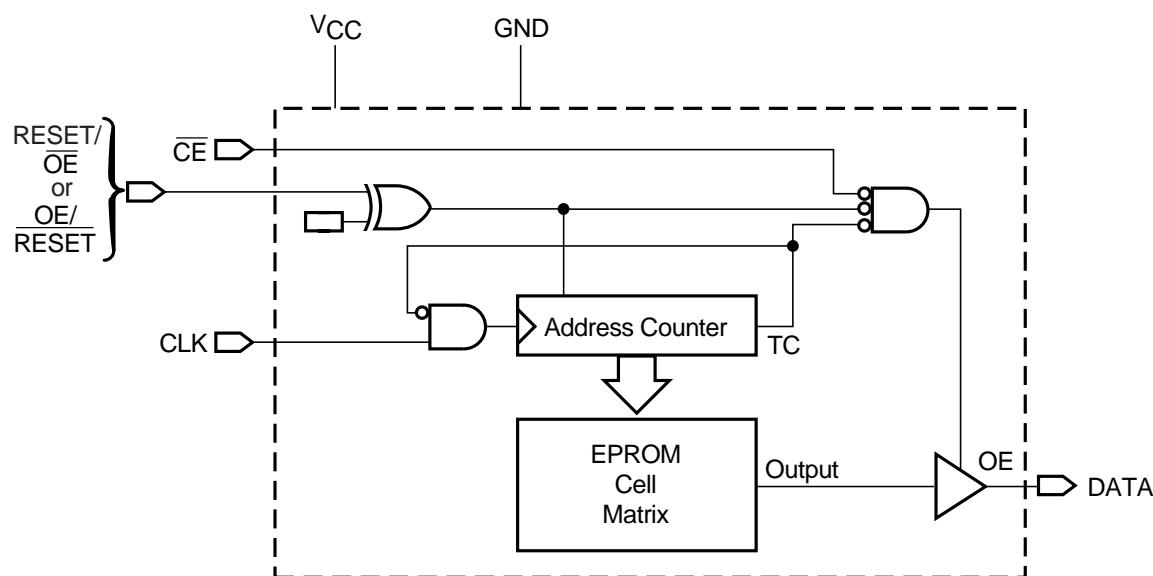 VCC
GND
RESET/
OE
or
OE/
RESET
CE
CLK
Address Counter
TC
EPROM
Cell
Matrix
Output
OE
DATA